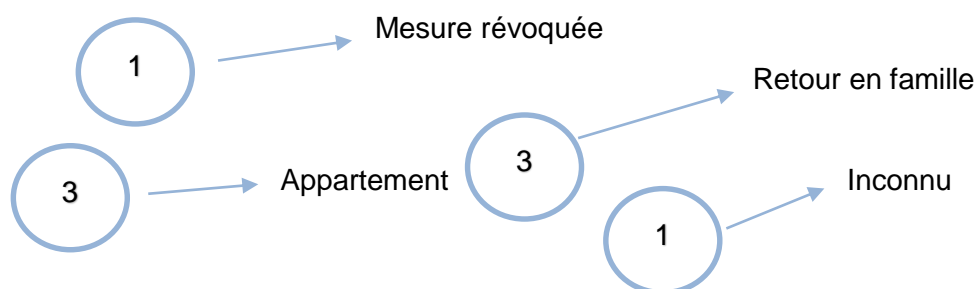 1
Mesure révoquée
3
Retour en famille
3
Appartement
1
Inconnu